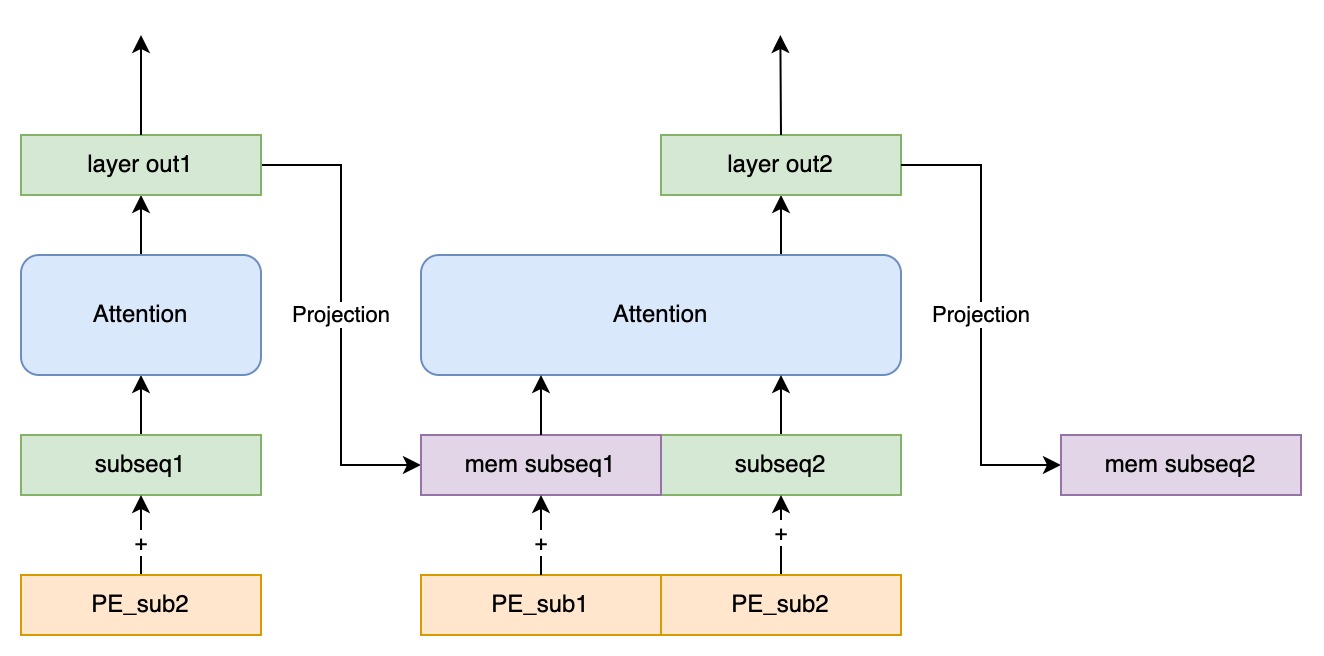 layer out1
layer out2
Attention
Projection
Attention
Projection
subseq1
mem subseq1
subseq2
mem subseq2
+
+
+
PE_sub2
PE_sub1
PE_sub2